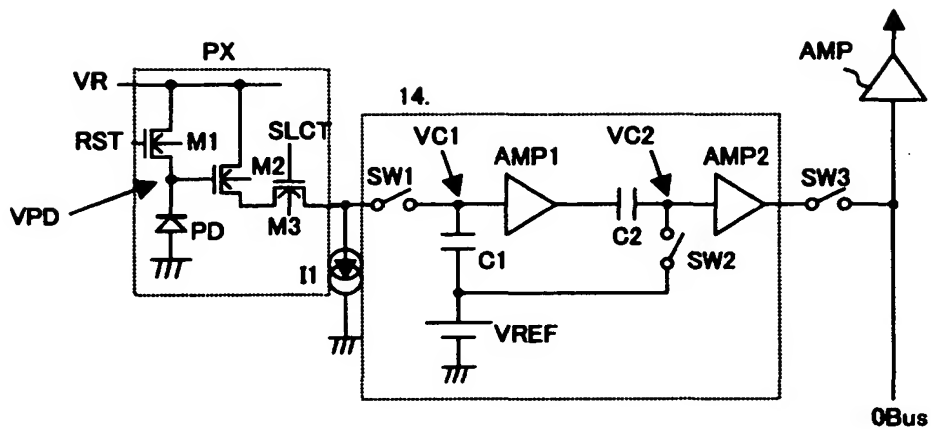 PX
AMP
VR
14.
SLCT
RST
M1
VC1
VC2
AMP1
AMP2
M2
SW1
SW3
VPD
PD
M3
C1
C2
SW2
I1
VREF
0Bus